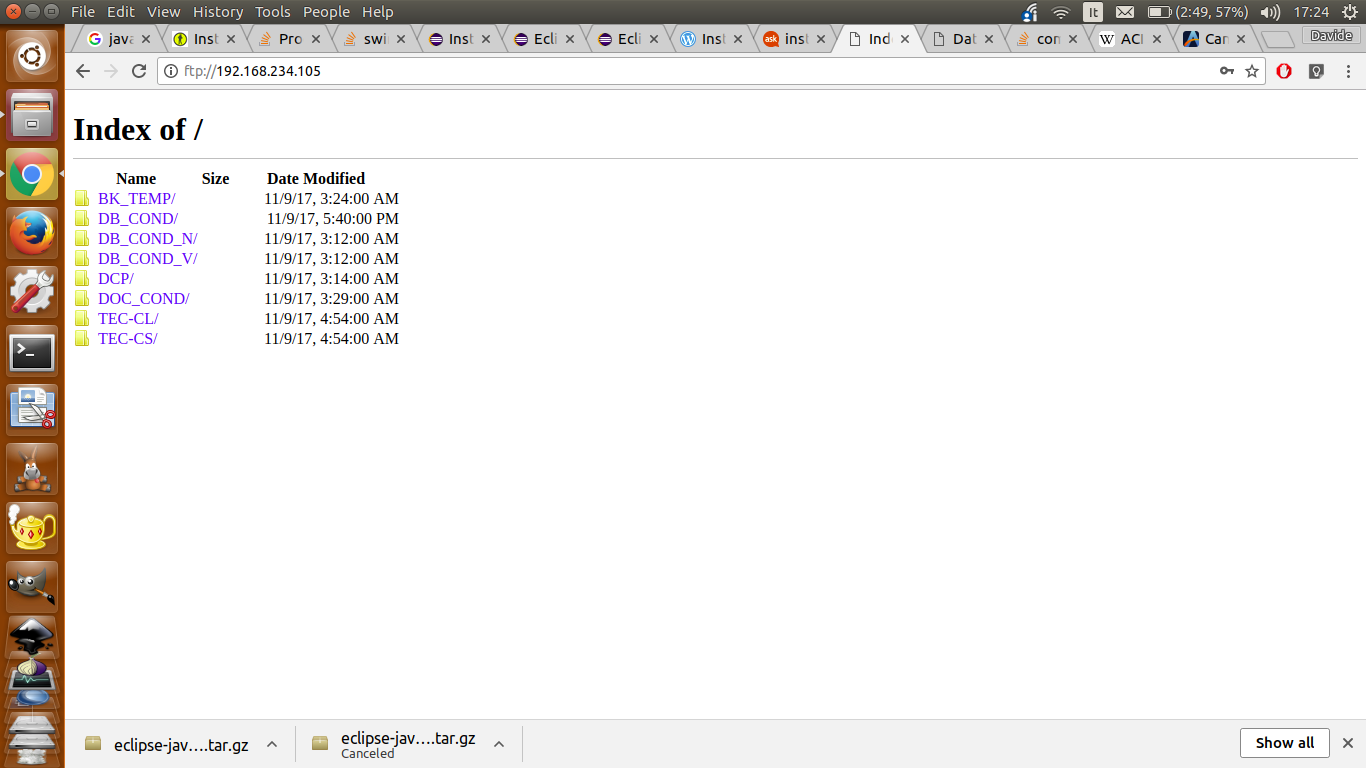 File Edit View History Tools People Help
It (2:49, 57%) 17:24
java Inst Pro swi Inst Ecli Ecli Inst inst Inde Dat con ACI Can Davide
ftp://192.168.234.105
Index of /
Name Size Date Modified
BK_TEMP/ 11/9/17, 3:24:00 AM
DB_COND/ 11/9/17, 5:40:00 PM
DB_COND_N/ 11/9/17, 3:12:00 AM
DB_COND_V/ 11/9/17, 3:12:00 AM
DCP/ 11/9/17, 3:14:00 AM
DOC_COND/ 11/9/17, 3:29:00 AM
TEC-CL/ 11/9/17, 4:54:00 AM
TEC-CS/ 11/9/17, 4:54:00 AM
eclipse-jav….tar.gz eclipse-jav….tar.gz Show all
Canceled